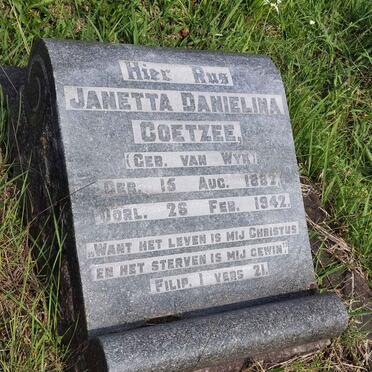 Hier Rus
Janetta Danielina
Coetzee,
(Geb. van Wyk)
Geb. 15 Aug. 1887,
Oorl. 26 Feb. 1942.
„Want het leven is mij Christus
en het sterven is mij gewin"
Filip. 1 vers 21.